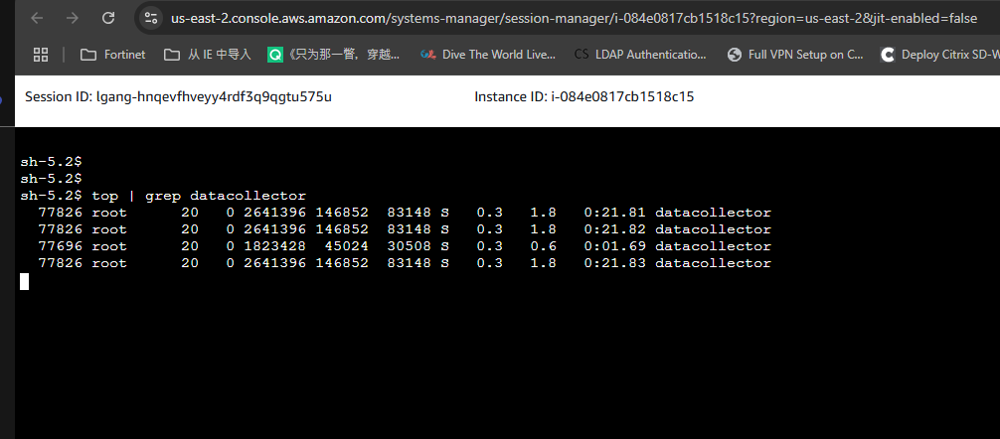 us-east-2.console.aws.amazon.com/systems-manager/session-manager/i-084e0817cb1518c15?region=us-east-2&jit-enabled=false
Fortinet 从 IE 中导入 《只为那一瞥，穿越... Dive The World Live... CS LDAP Authenticatio... Full VPN Setup on C... Deploy Citrix SD-W
Session ID: lgang-hnqevfhveyy4rdf3q9qgtu575u Instance ID: i-084e0817cb1518c15
sh-5.2$
sh-5.2$
sh-5.2$ top | grep datacollector
77826 root 20 0 2641396 146852 83148 S 0.3 1.8 0:21.81 datacollector
77826 root 20 0 2641396 146852 83148 S 0.3 1.8 0:21.82 datacollector
77696 root 20 0 1823428 45024 30508 S 0.3 0.6 0:01.69 datacollector
77826 root 20 0 2641396 146852 83148 S 0.3 1.8 0:21.83 datacollector